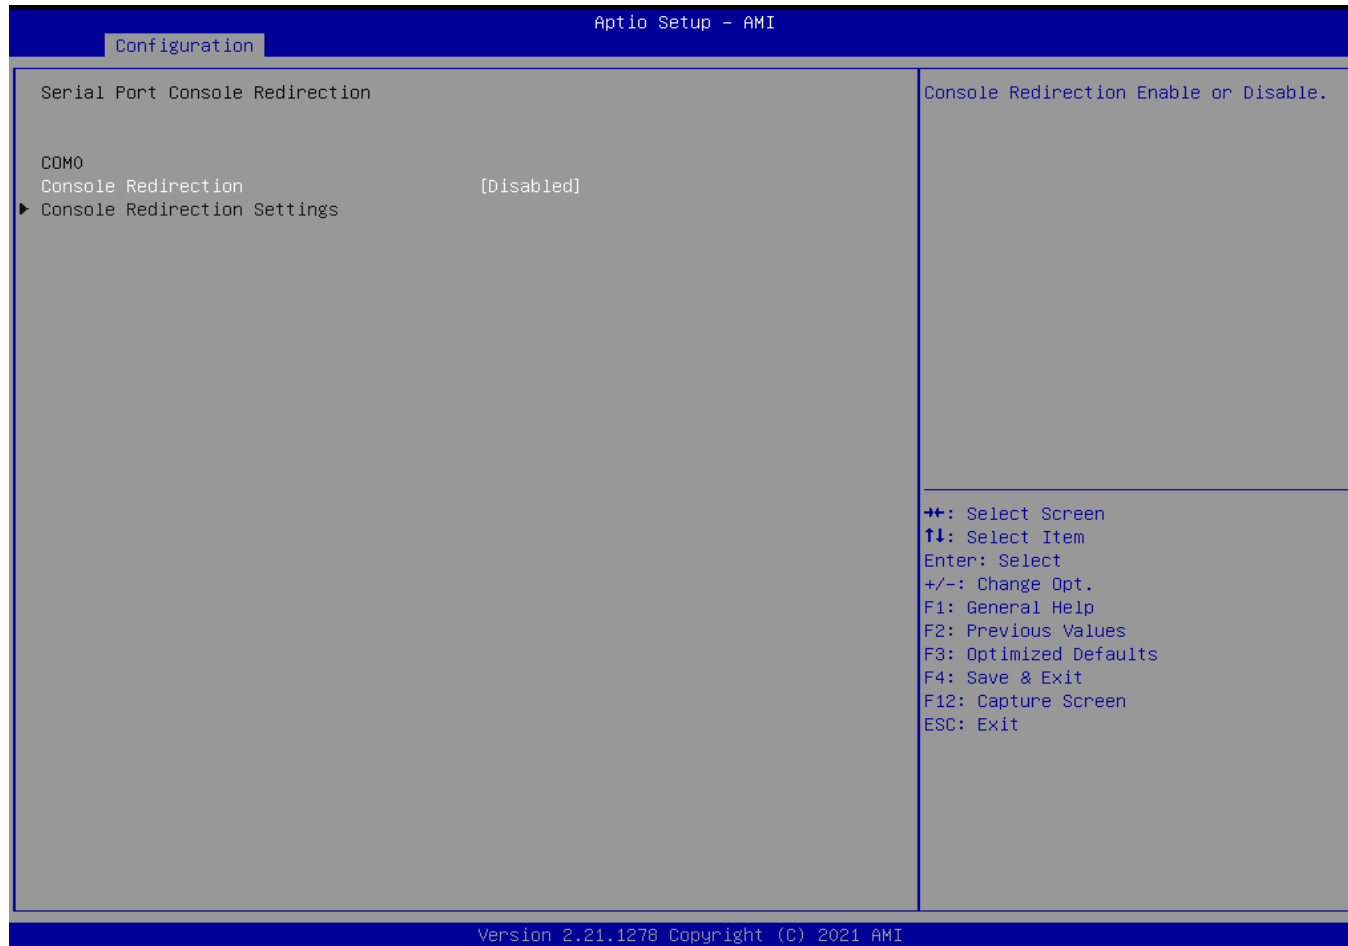 Aptio Setup – AMI
Configuration
Serial Port Console Redirection
COM0
Console Redirection [Disabled]
▶ Console Redirection Settings
Console Redirection Enable or Disable.
→←: Select Screen
↑↓: Select Item
Enter: Select
+/-: Change Opt.
F1: General Help
F2: Previous Values
F3: Optimized Defaults
F4: Save & Exit
F12: Capture Screen
ESC: Exit
Version 2.21.1278 Copyright (C) 2021 AMI